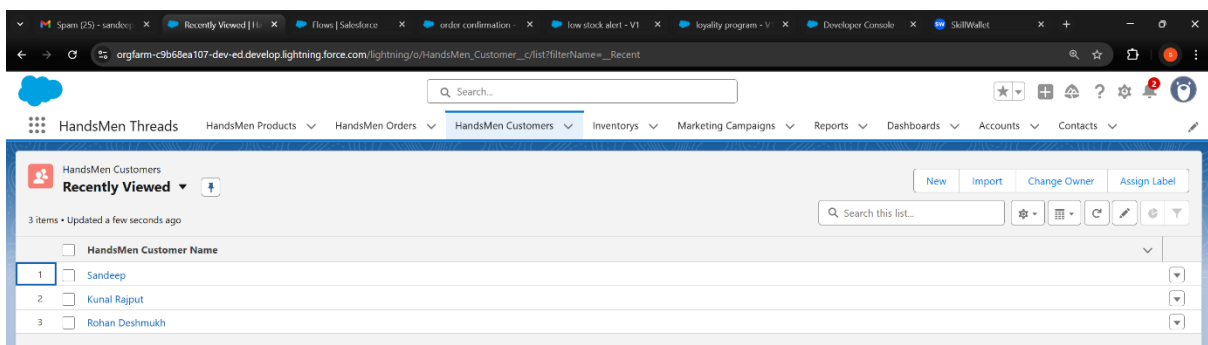 Spam (25) - sandeep
Recently Viewed | Ha
Flows | Salesforce
order confirmation -
low stock alert - V1
loyality program - V
Developer Console
SW
SkillWallet
orgfarm-c9b68ea107-dev-ed.develop.lightning.force.com/lightning/o/HandsMen_Customer__c/list?filterName=__Recent
Search...
2
HandsMen Threads
HandsMen Products
HandsMen Orders
HandsMen Customers
Inventorys
Marketing Campaigns
Reports
Dashboards
Accounts
Contacts
HandsMen Customers
Recently Viewed
New
Import
Change Owner
Assign Label
3 items • Updated a few seconds ago
Search this list...
HandsMen Customer Name
1 Sandeep
2 Kunal Rajput
3 Rohan Deshmukh